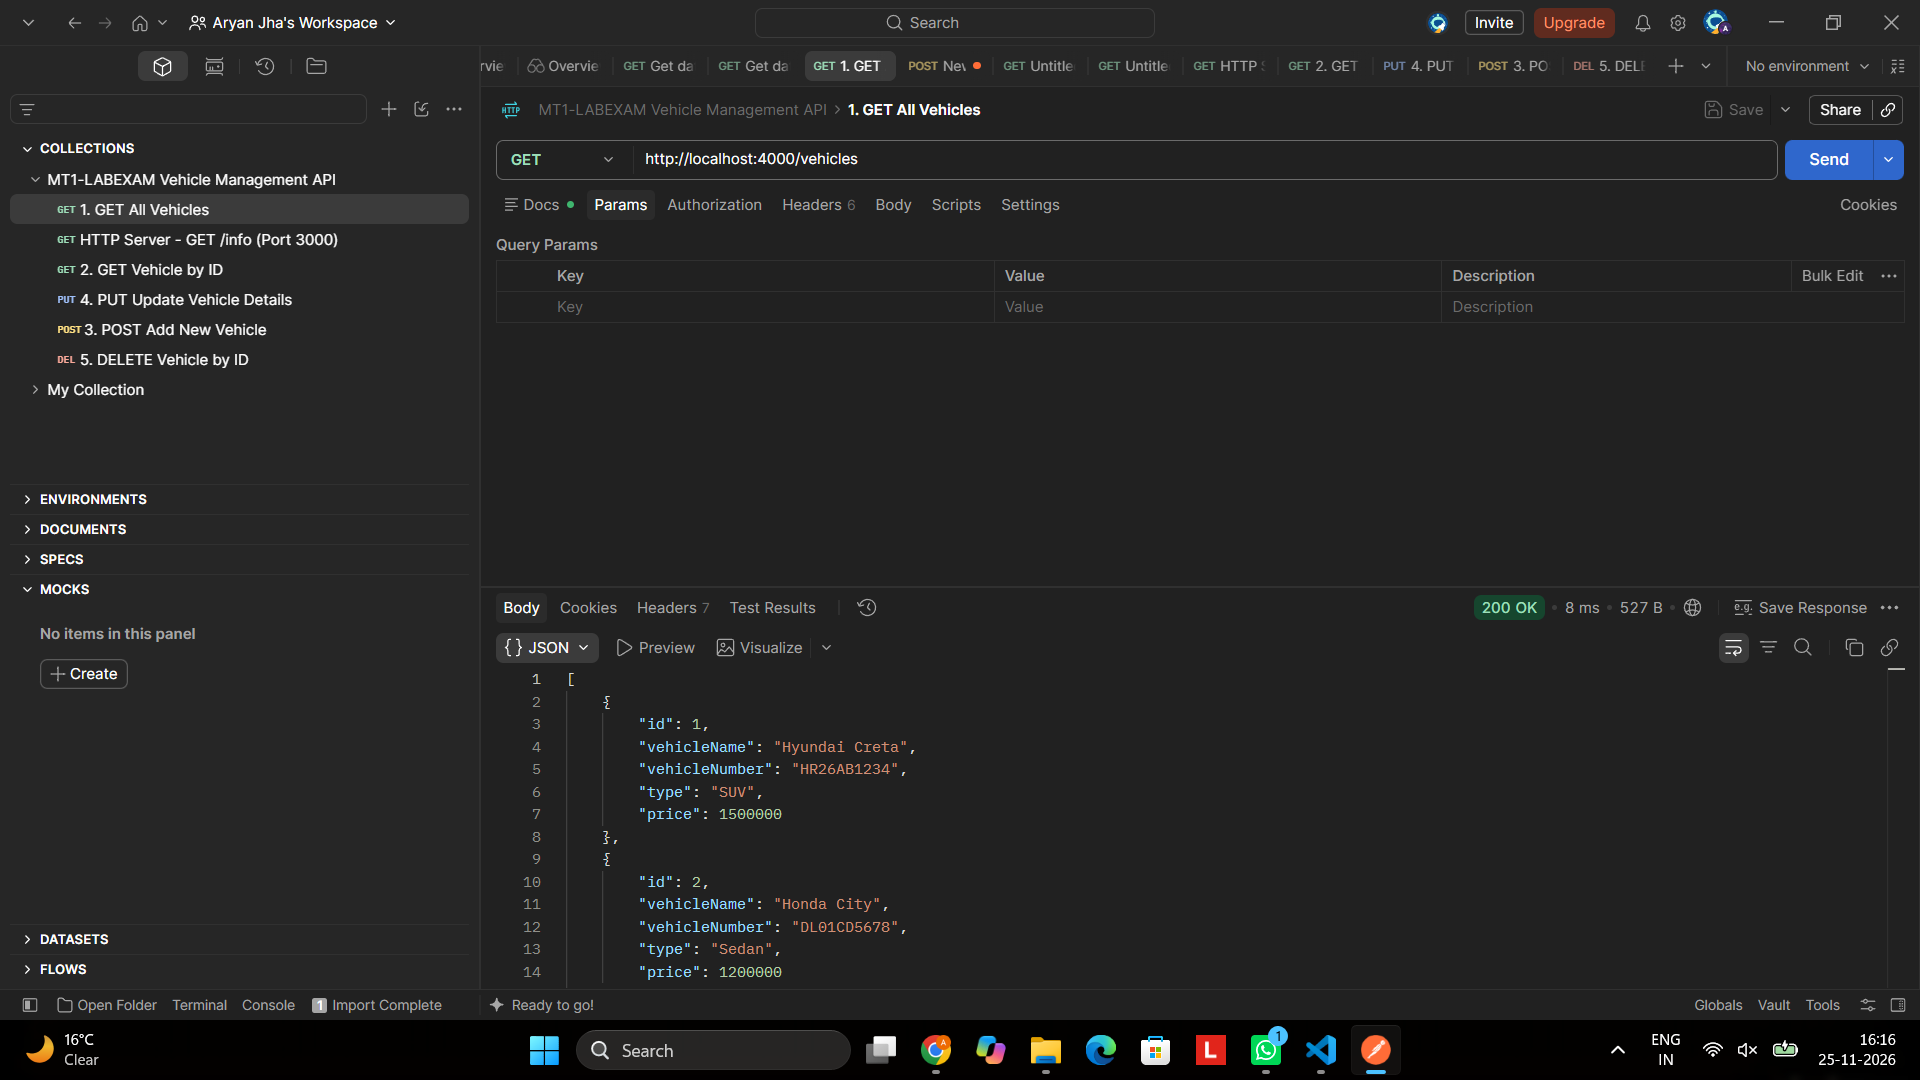 Aryan Jha's Workspace
Search
Invite
Upgrade
rvie
Overvie
GET Get da
GET Get da
GET 1. GET
POST Nev
GET Untitle
GET Untitle
GET HTTP
GET 2. GET
PUT 4. PUT
POST 3. PO
DEL 5. DELE
No environment
COLLECTIONS
MT1-LABEXAM Vehicle Management API
GET 1. GET All Vehicles
GET HTTP Server - GET /info (Port 3000)
GET 2. GET Vehicle by ID
PUT 4. PUT Update Vehicle Details
POST 3. POST Add New Vehicle
DEL 5. DELETE Vehicle by ID
My Collection
ENVIRONMENTS
DOCUMENTS
SPECS
MOCKS
No items in this panel
Create
DATASETS
FLOWS
HTTP
MT1-LABEXAM Vehicle Management API > 1. GET All Vehicles
Save
Share
GET
http://localhost:4000/vehicles
Send
Docs
Params
Authorization
Headers 6
Body
Scripts
Settings
Cookies
Query Params
Key Value Description Bulk Edit
Key Value Description
Body
Cookies
Headers 7
Test Results
200 OK
8 ms
527 B
e.g. Save Response
{} JSON
Preview
Visualize
1 [
2 {
3 "id": 1,
4 "vehicleName": "Hyundai Creta",
5 "vehicleNumber": "HR26AB1234",
6 "type": "SUV",
7 "price": 1500000
8 },
9 {
10 "id": 2,
11 "vehicleName": "Honda City",
12 "vehicleNumber": "DL01CD5678",
13 "type": "Sedan",
14 "price": 1200000
Open Folder
Terminal
Console
1 Import Complete
Ready to go!
Globals
Vault
Tools
16°C
Clear
Search
A
L
1
ENG
IN
16:16
25-11-2026